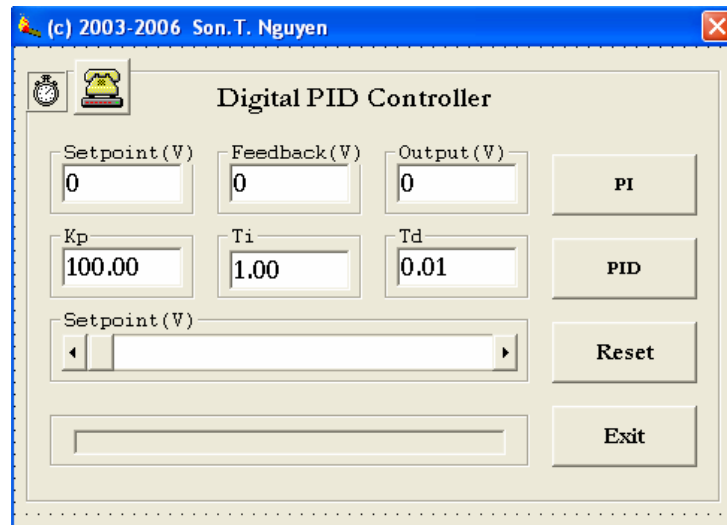 (c) 2003-2006 Son.T. Nguyen
Digital PID Controller
Setpoint(V) Feedback(V) Output(V)
0 0 0 PI
Kp Ti Td
100.00 1.00 0.01 PID
Setpoint(V)
Reset
Exit